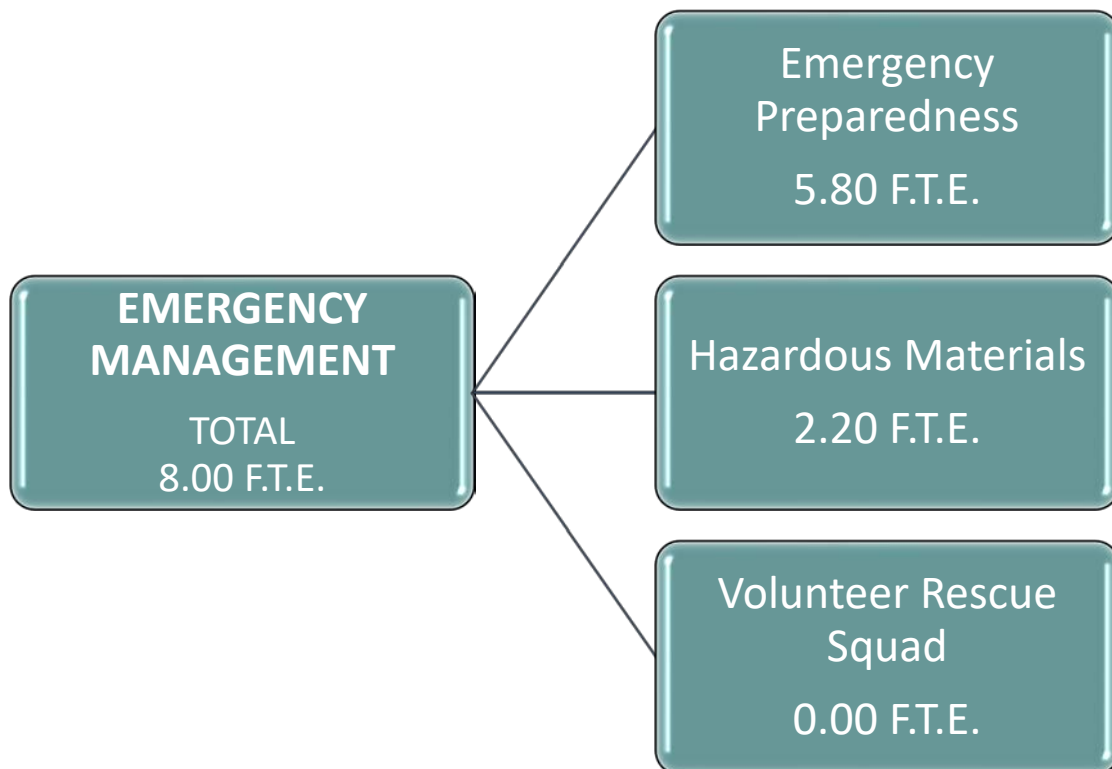 EMERGENCY
MANAGEMENT
TOTAL
8.00 F.T.E.
Emergency
Preparedness
5.80 F.T.E.
Hazardous Materials
2.20 F.T.E.
Volunteer Rescue
Squad
0.00 F.T.E.